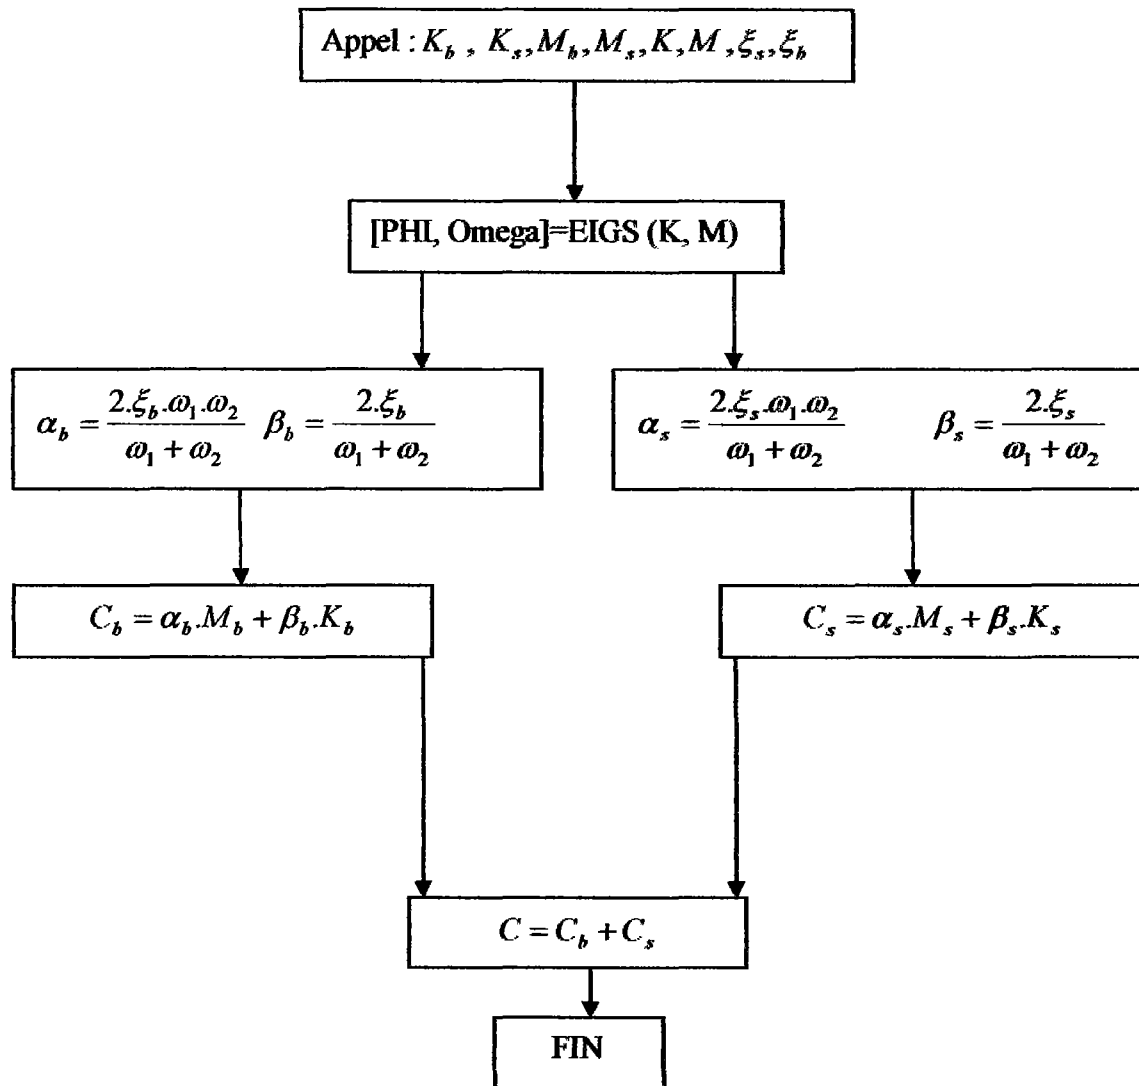 Appel : K_b , K_s, M_b, M_s, K, M , ξ_s, ξ_b
[PHI, Omega]=EIGS (K, M)
α_b = 2.ξ_b.ω_1.ω_2 / ω_1 + ω_2 β_b = 2.ξ_b / ω_1 + ω_2
α_s = 2.ξ_s.ω_1.ω_2 / ω_1 + ω_2 β_s = 2.ξ_s / ω_1 + ω_2
C_b = α_b.M_b + β_b.K_b
C_s = α_s.M_s + β_s.K_s
C = C_b + C_s
FIN